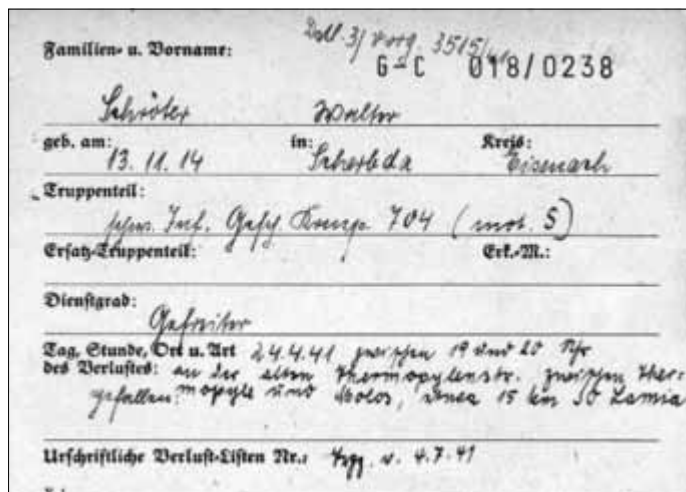 Familien- u. Vorname:
3515/41
G-C 018/0238
Schröter Walter
geb. am: in: Kreis:
13.11.14 Scherbda Eisenach
Truppenteil:
schw. Inf. Gesch. Komp. 704 (mot. S)
Ersatz-Truppenteil: Erk.-M.:
Dienstgrad:
Gefreiter
Tag, Stunde, Ort u. Art 24.4.41 zwischen 19 und 20 Uhr
des Verlustes: an der alten Thermopylenstr. zwischen Ther-
gefallen. mopyle und Molos, 15 km SO Lamia
Urschriftliche Verlust-Listen Nr.: v. 4.7.41